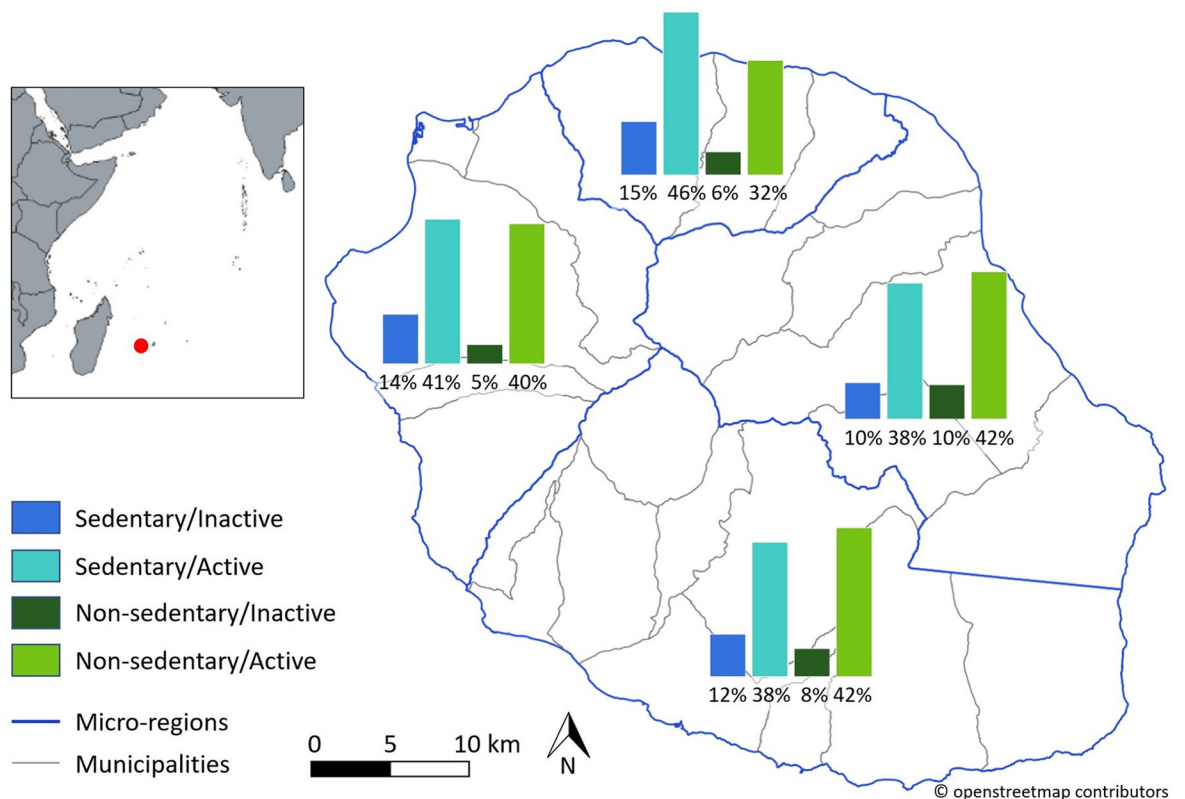 15% 46% 6% 32%
14% 41% 5% 40%
10% 38% 10% 42%
12% 38% 8% 42%
Sedentary/Inactive
Sedentary/Active
Non-sedentary/Inactive
Non-sedentary/Active
Micro-regions
Municipalities
0 5 10 km
N
© openstreetmap contributors